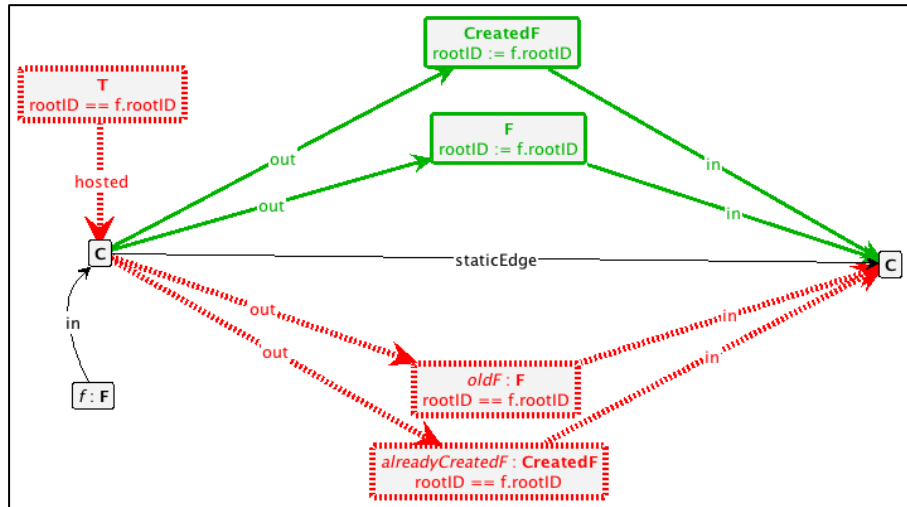 CreatedF
rootID := f.rootID
T
rootID == f.rootID
F
rootID := f.rootID
out
in
hosted
out
in
C
staticEdge
C
in
out
in
out
in
f : F
oldF : F
rootID == f.rootID
alreadyCreatedF : CreatedF
rootID == f.rootID